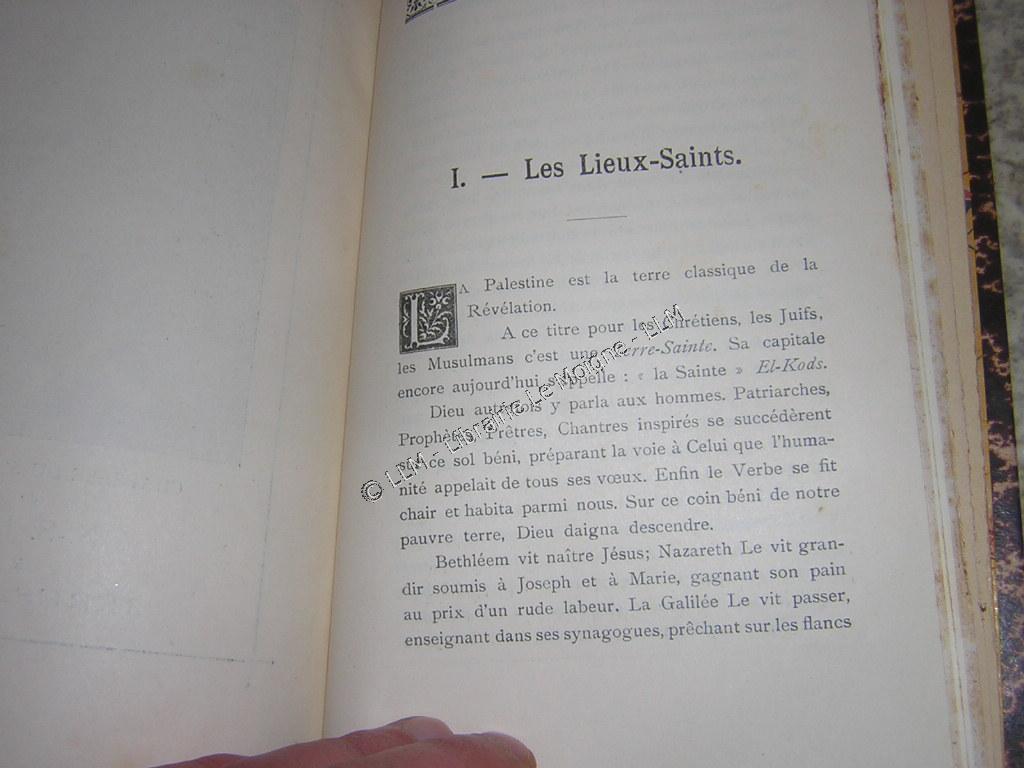 I. — Les Lieux-Saints.
LA Palestine est la terre classique de la
Révélation.
A ce titre pour les Chrétiens, les Juifs,
les Musulmans c'est une Terre-Sainte. Sa capitale
encore aujourd'hui s'appelle : « la Sainte » El-Kods.
Dieu autrefois y parla aux hommes. Patriarches,
Prophètes, Prêtres, Chantres inspirés se succédèrent
sur ce sol béni, préparant la voie à Celui que l'huma-
nité appelait de tous ses vœux. Enfin le Verbe se fit
chair et habita parmi nous. Sur ce coin béni de notre
pauvre terre, Dieu daigna descendre.
Bethléem vit naître Jésus; Nazareth Le vit gran-
dir soumis à Joseph et à Marie, gagnant son pain
au prix d'un rude labeur. La Galilée Le vit passer,
enseignant dans ses synagogues, prêchant sur les flancs
© LLM - Librairie Le Moigne - LLM